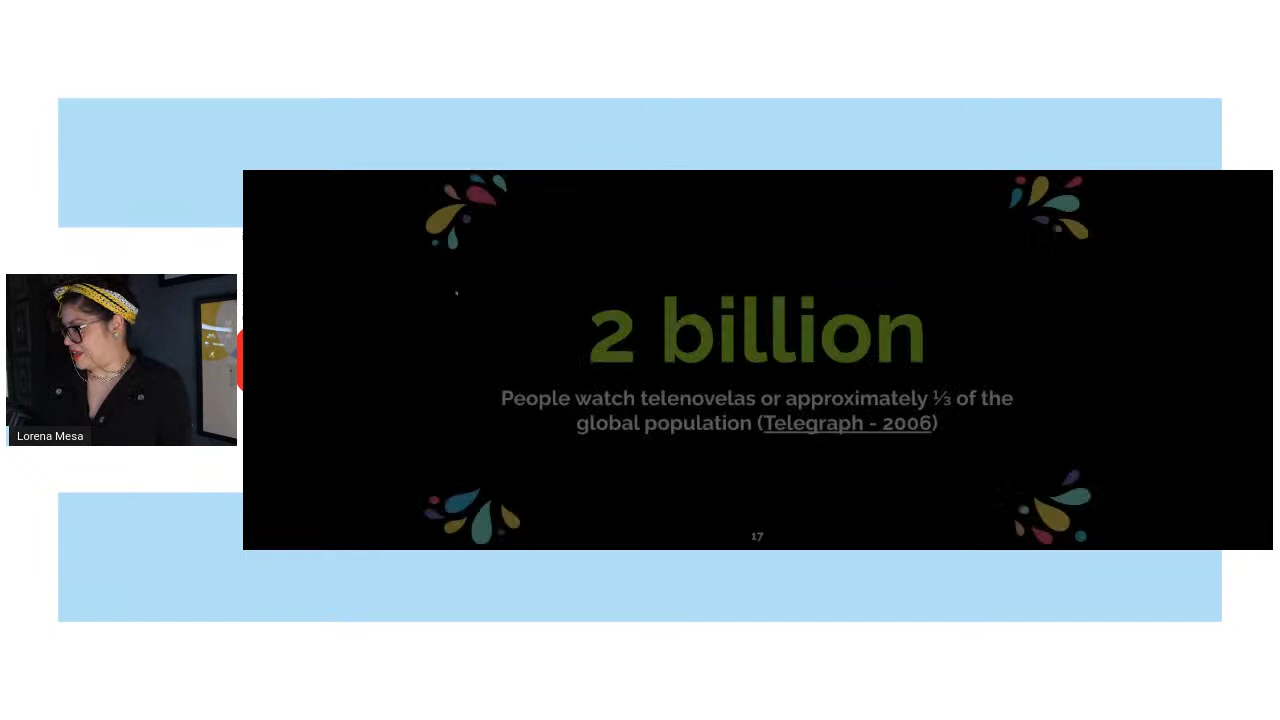 2 billion
People watch telenovelas or approximately ⅓ of the
global population (Telegraph - 2006)
Lorena Mesa
17